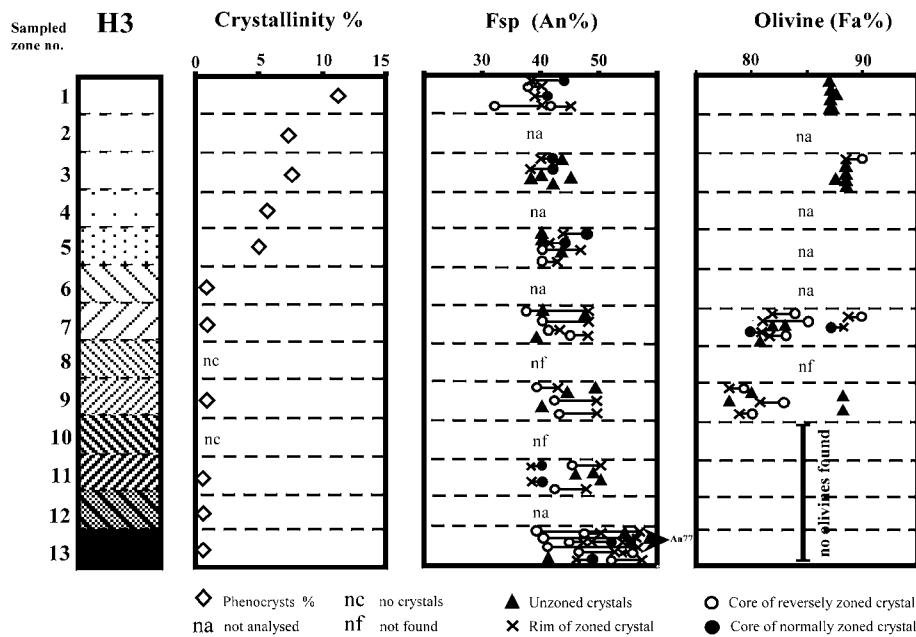 Sampled zone no.
H3
Crystallinity %
Fsp (An%)
Olivine (Fa%)
0 5 10 15
30 40 50
80 90
1
na
na
2
3
4
na
na
5
na
6
na
7
8
nc
nf
nf
9
10
nc
nf
11
12
na
13
An77
no olivines found
Phenocrysts %
nc no crystals
Unzoned crystals
Core of reversely zoned crystal
na not analysed
nf not found
Rim of zoned crystal
Core of normally zoned crystal